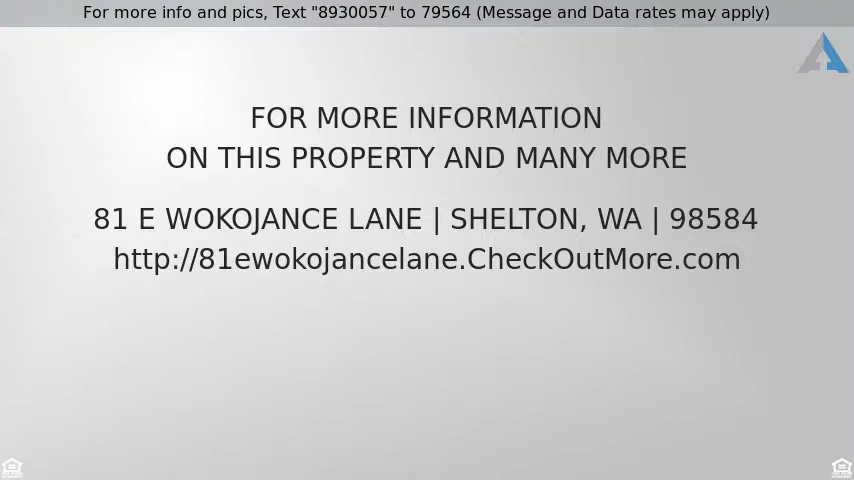 For more info and pics, Text "8930057" to 79564 (Message and Data rates may apply)
FOR MORE INFORMATION
ON THIS PROPERTY AND MANY MORE
81 E WOKOJANCE LANE | SHELTON, WA | 98584
http://81ewokojancelane.CheckOutMore.com